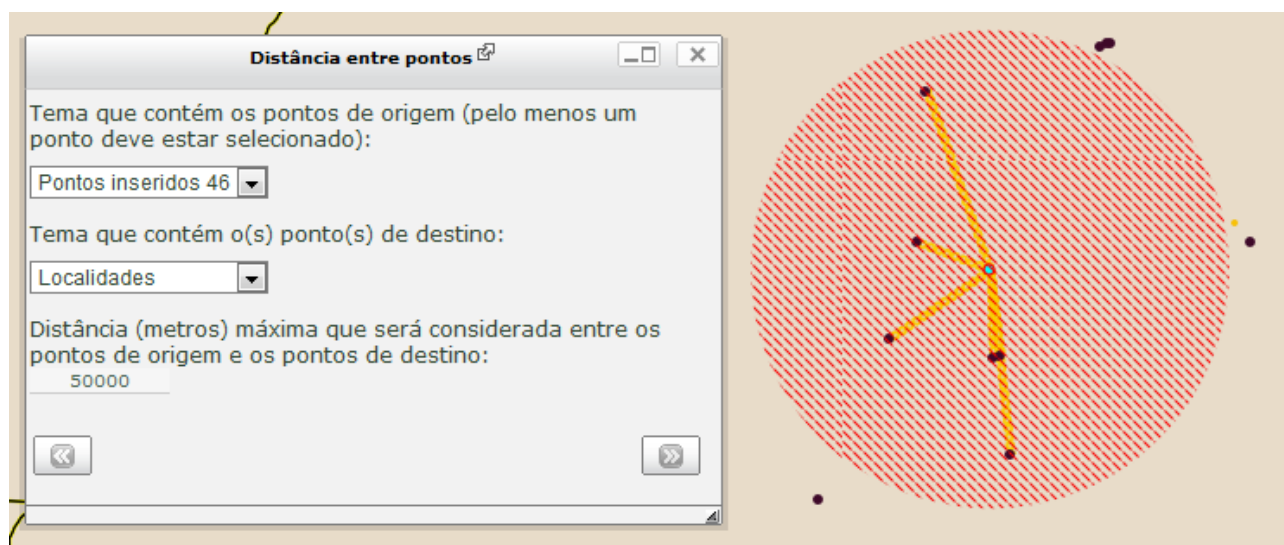 Distância entre pontos
Tema que contém os pontos de origem (pelo menos um
ponto deve estar selecionado):
Pontos inseridos 46
Tema que contém o(s) ponto(s) de destino:
Localidades
Distância (metros) máxima que será considerada entre os
pontos de origem e os pontos de destino:
50000